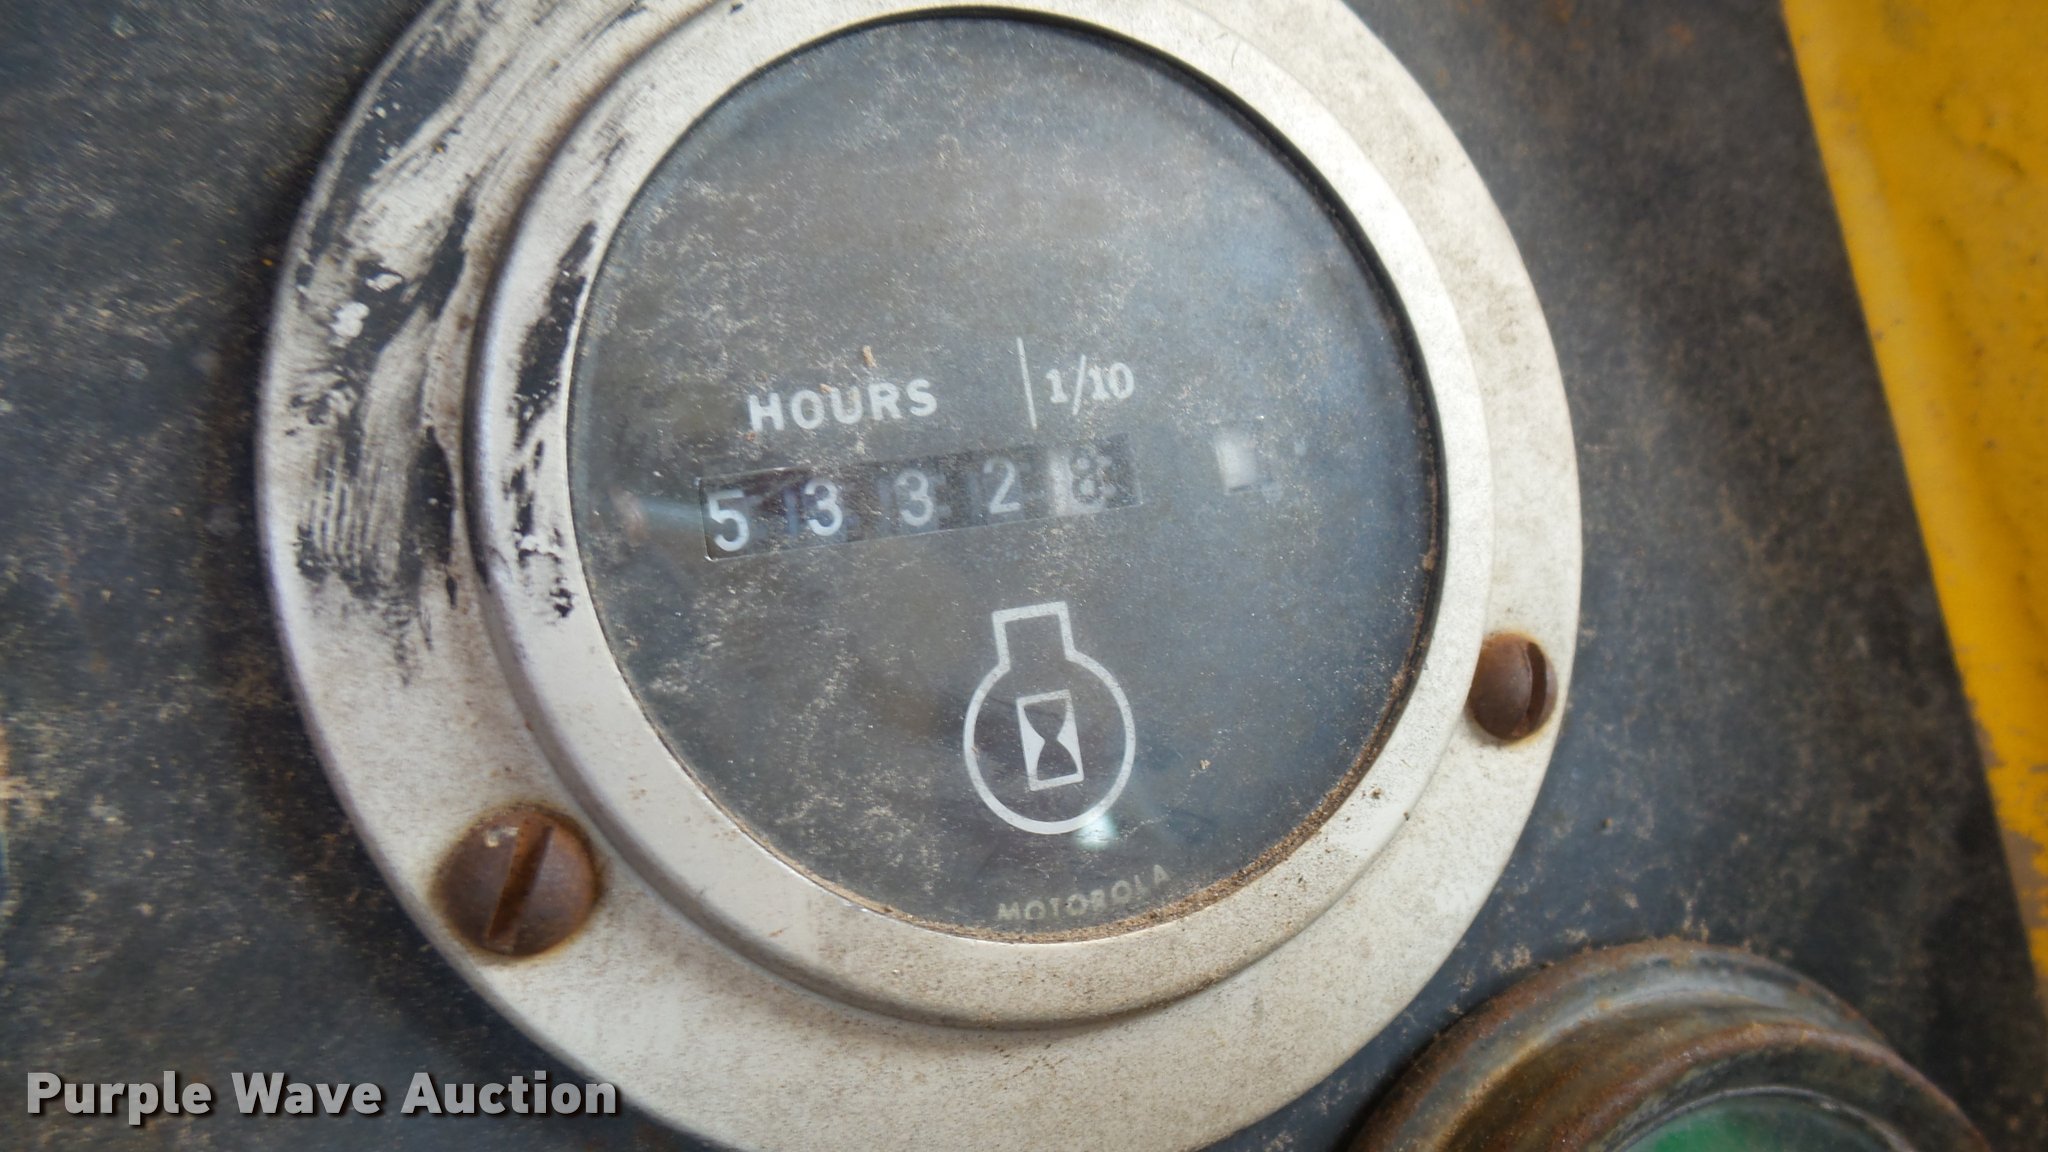 HOURS | 1/10
5 3 3 2 8
MOTOROLA
Purple Wave Auction